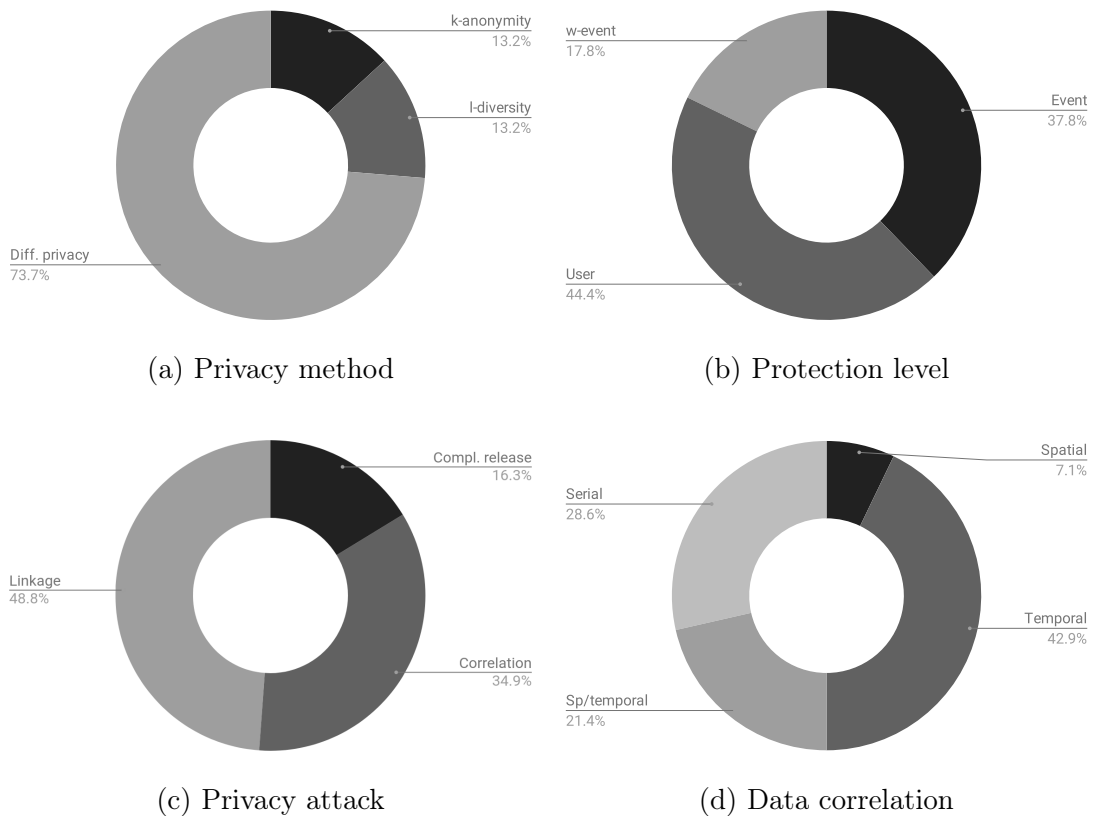 k-anonymity
13.2%
l-diversity
13.2%
Diff. privacy
73.7%
(a) Privacy method
w-event
17.8%
Event
37.8%
User
44.4%
(b) Protection level
Compl. release
16.3%
Linkage
48.8%
Correlation
34.9%
(c) Privacy attack
Spatial
7.1%
Serial
28.6%
Temporal
42.9%
Sp/temporal
21.4%
(d) Data correlation